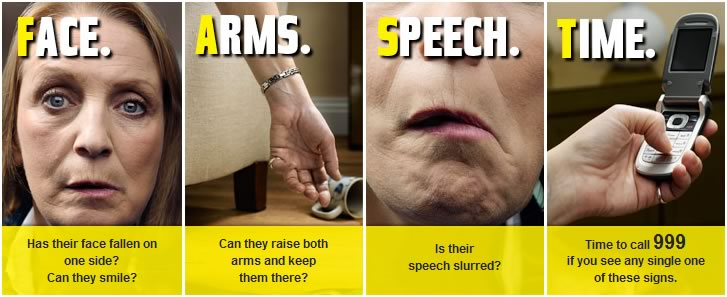 FACE.
Has their face fallen on
one side?
Can they smile?
ARMS.
Can they raise both
arms and keep
them there?
SPEECH.
Is their
speech slurred?
TIME.
Time to call 999
if you see any single one
of these signs.